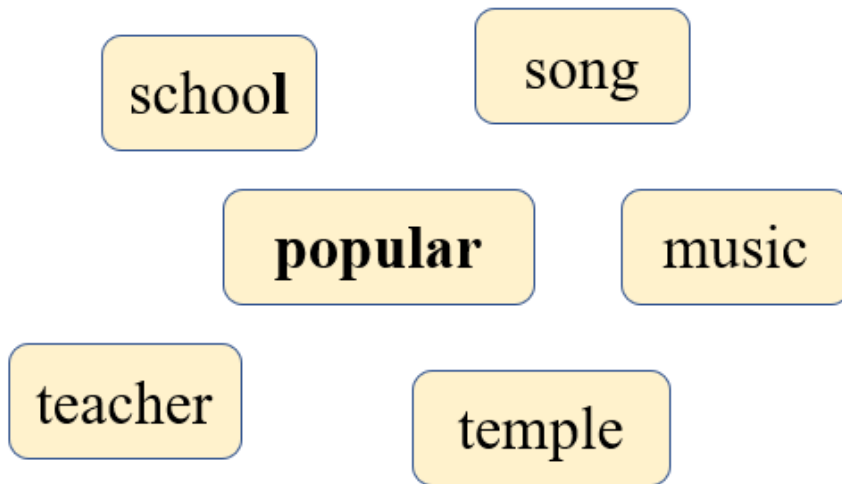 school
song
popular
music
teacher
temple